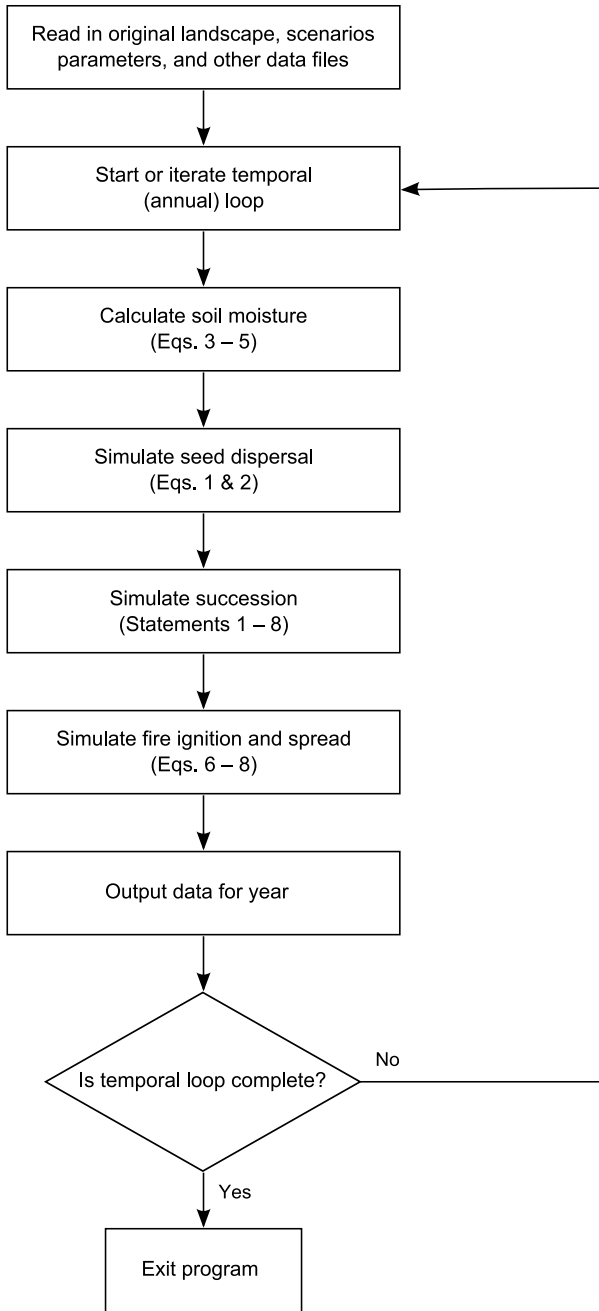 Read in original landscape, scenarios
parameters, and other data files
Start or iterate temporal
(annual) loop
Calculate soil moisture
(Eqs. 3 – 5)
Simulate seed dispersal
(Eqs. 1 & 2)
Simulate succession
(Statements 1 – 8)
Simulate fire ignition and spread
(Eqs. 6 – 8)
Output data for year
Is temporal loop complete?
No
Yes
Exit program